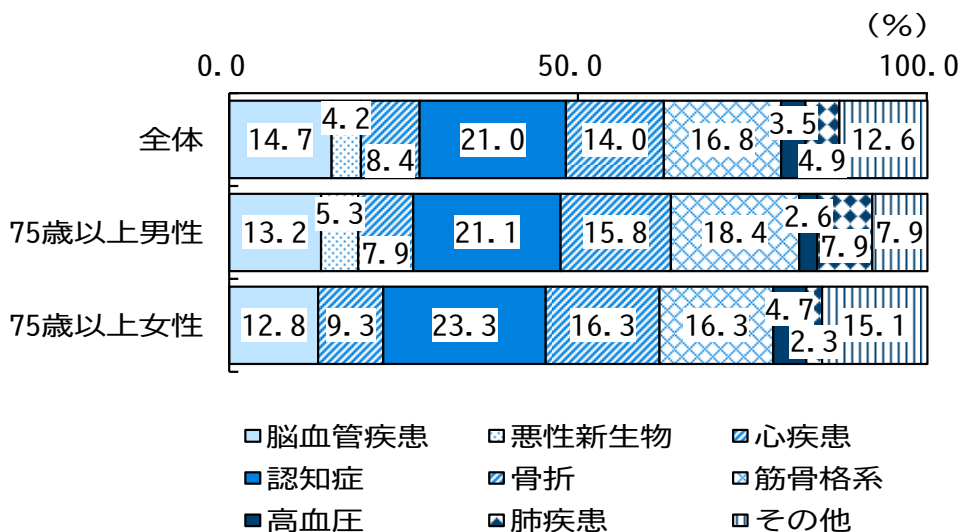 (%)
0.0 50.0 100.0
全体 14.7 4.2 8.4 21.0 14.0 16.8 3.5 4.9 12.6
75歳以上男性 13.2 5.3 7.9 21.1 15.8 18.4 2.6 7.9 7.9
75歳以上女性 12.8 9.3 23.3 16.3 16.3 4.7 2.3 15.1
脳血管疾患 悪性新生物 心疾患
認知症 骨折 筋骨格系
高血圧 肺疾患 その他